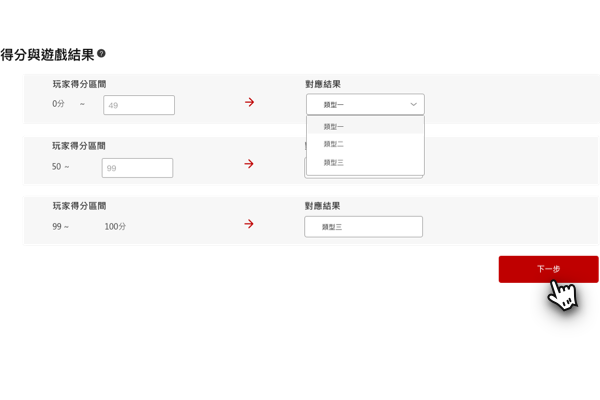 得分與遊戲結果 ?
玩家得分區間
對應結果
0分 ~ 49
類型一
類型一
類型二
類型三
玩家得分區間
50 ~ 99
玩家得分區間
對應結果
99 ~ 100分
類型三
下一步